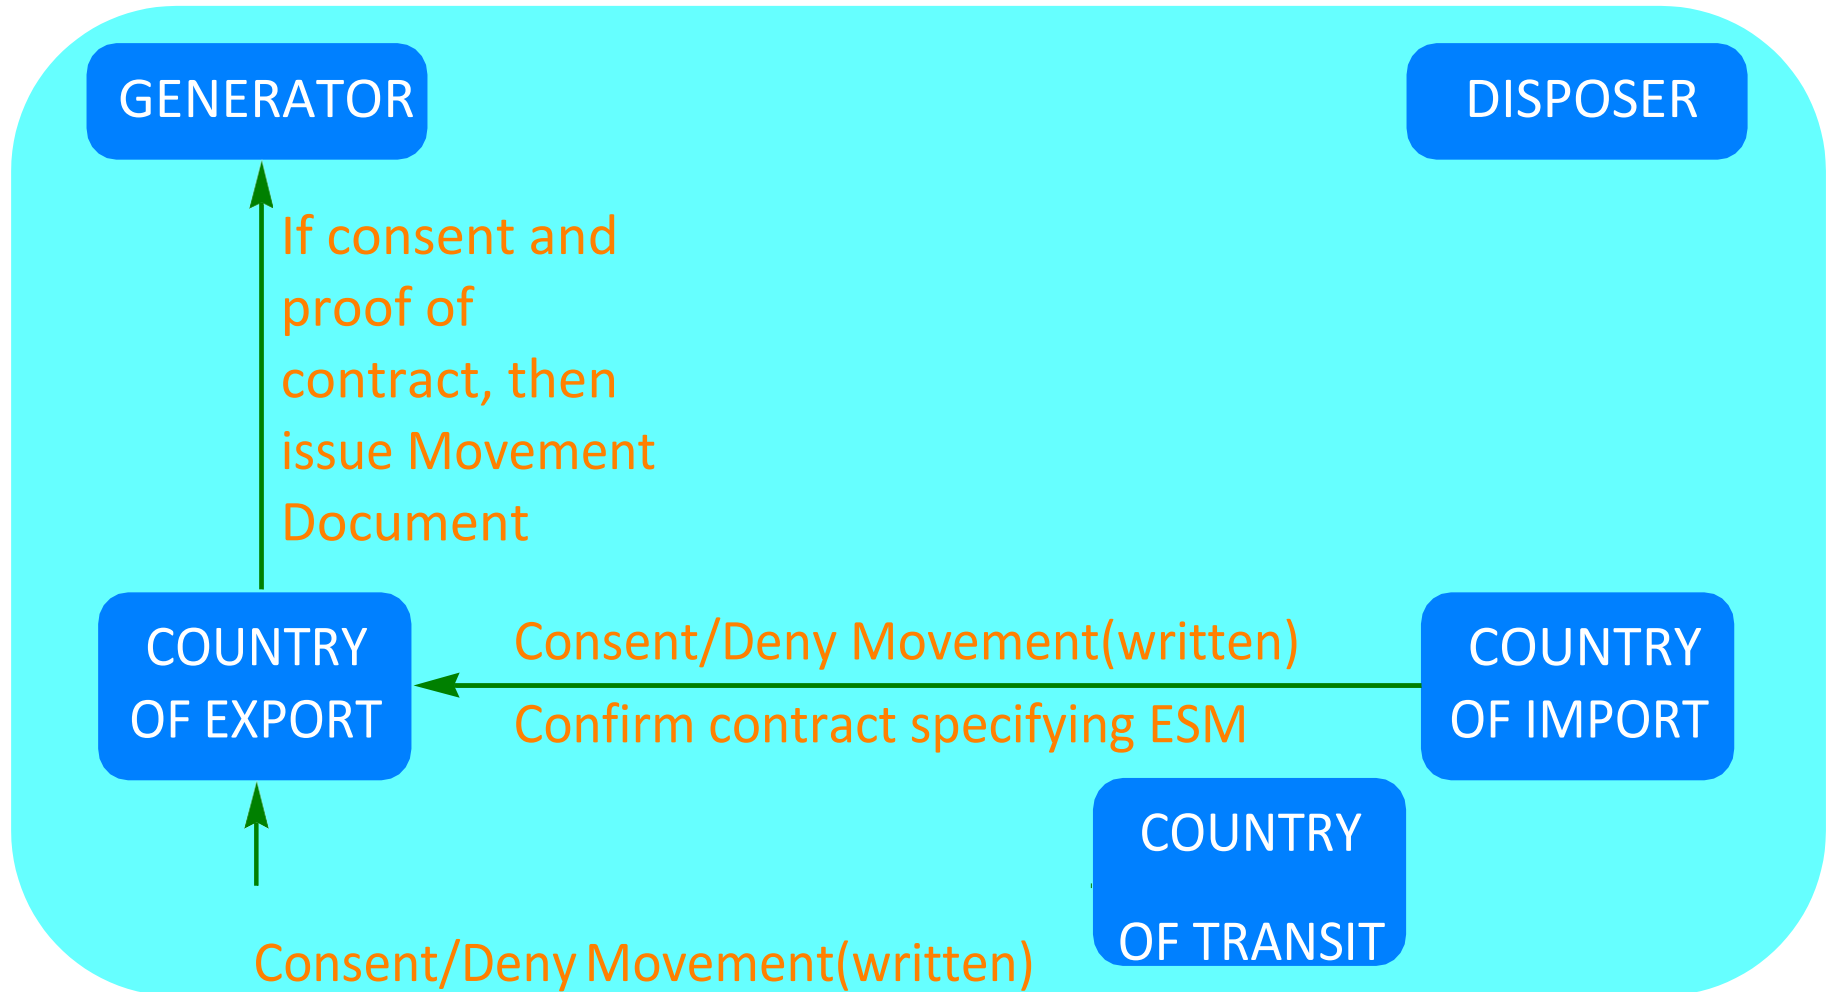 GENERATOR
DISPOSER
If consent and
proof of
contract, then
issue Movement
Document
COUNTRY
OF EXPORT
Consent/Deny Movement(written)
Confirm contract specifying ESM
COUNTRY
OF IMPORT
COUNTRY
OF TRANSIT
Consent/Deny Movement(written)